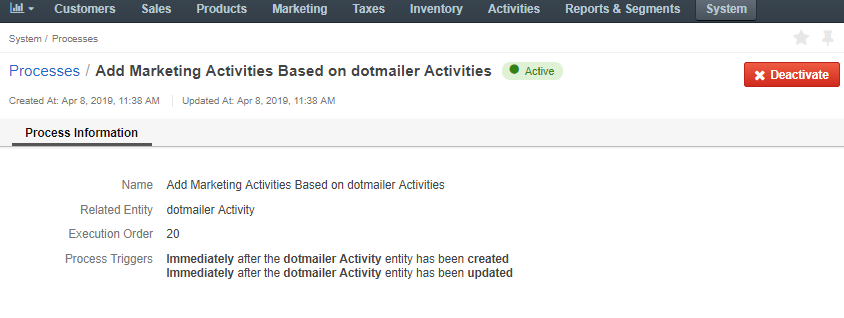 Customers Sales Products Marketing Taxes Inventory Activities Reports & Segments System
System / Processes
Processes / Add Marketing Activities Based on dotmailer Activities Active Deactivate
Created At: Apr 8, 2019, 11:38 AM Updated At: Apr 8, 2019, 11:38 AM
Process Information
Name Add Marketing Activities Based on dotmailer Activities
Related Entity dotmailer Activity
Execution Order 20
Process Triggers Immediately after the dotmailer Activity entity has been created
Immediately after the dotmailer Activity entity has been updated